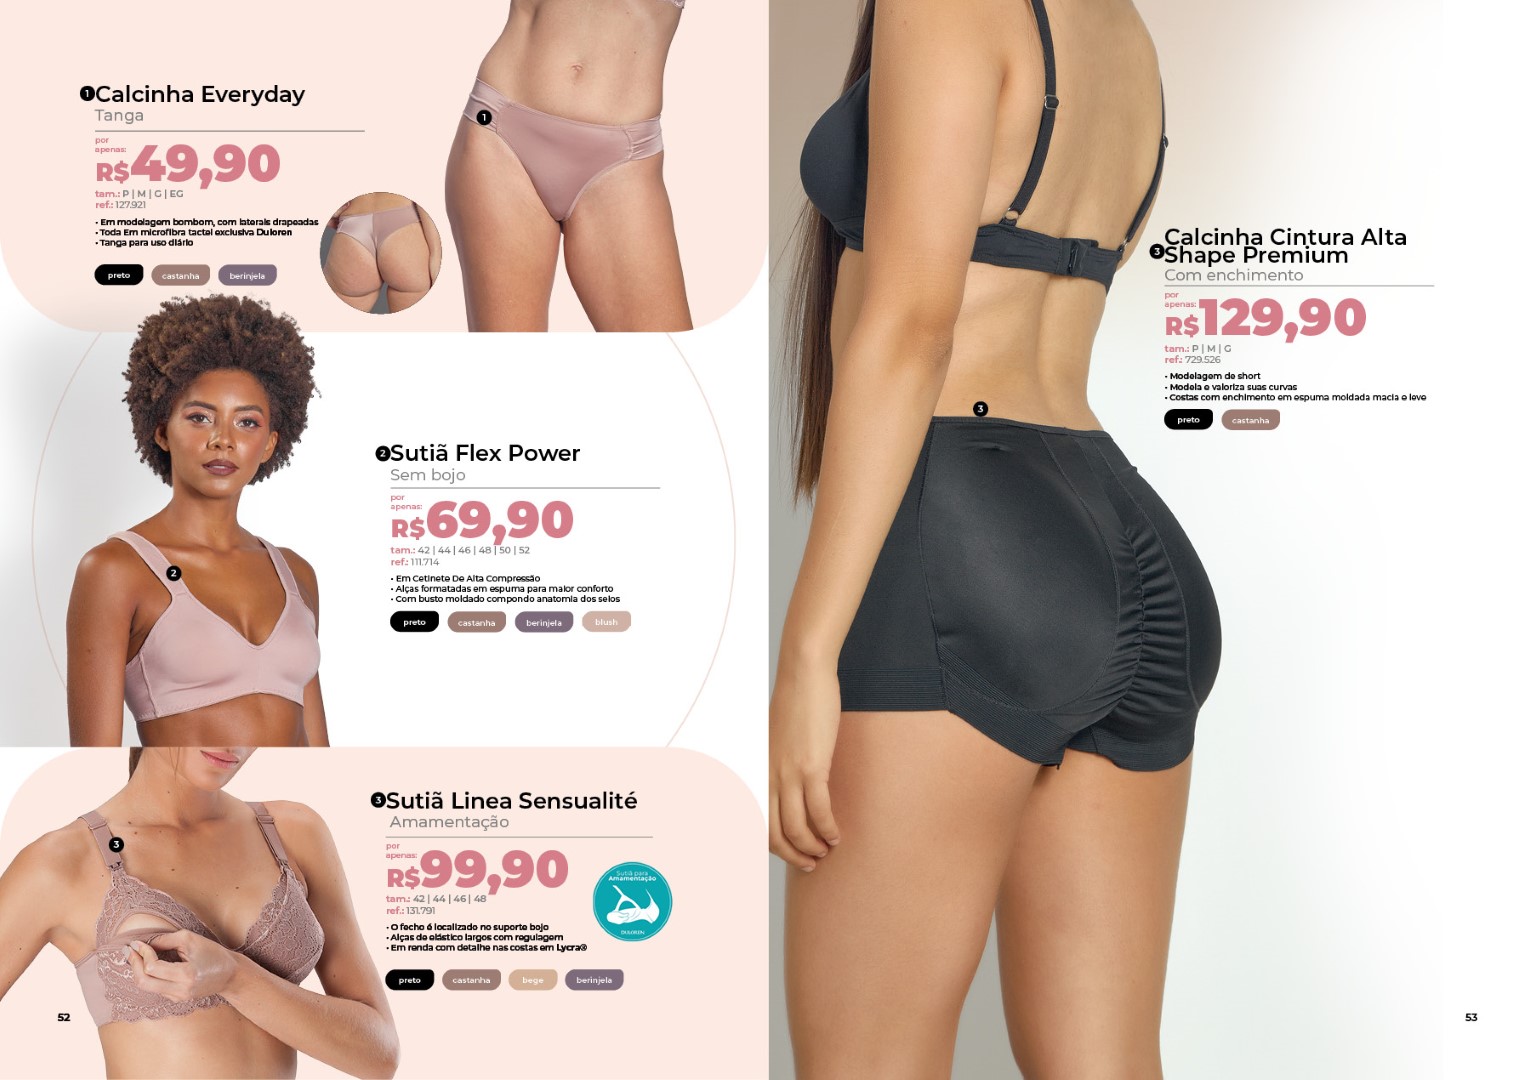 1 Calcinha Everyday
Tanga
por
apenas:
R$49,90
tam.: P | M | G | EG
ref.: 127.921
• Em modelagem bombom, com laterais drapeadas
• Toda Em microfibra tactel exclusiva Duloren
• Tanga para uso diário
preto castanha berinjela
1
2 Sutiã Flex Power
Sem bojo
por
apenas:
R$69,90
tam.: 42 | 44 | 46 | 48 | 50 | 52
ref.: 111.714
• Em Cetinete De Alta Compressão
• Alças formatadas em espuma para maior conforto
• Com busto moldado compondo anatomia dos seios
preto castanha berinjela blush
2
3 Sutiã Linea Sensualité
Amamentação
por
apenas:
R$99,90
tam.: 42 | 44 | 46 | 48
ref.: 131.791
• O fecho é localizado no suporte bojo
• Alças de elástico largos com regulagem
• Em renda com detalhe nas costas em Lycra®
preto castanha bege berinjela
Sutiã para
Amamentação
DULOREN
3
52
3 Calcinha Cintura Alta
Shape Premium
Com enchimento
por
apenas:
R$129,90
tam.: P | M | G
ref.: 729.526
• Modelagem de short
• Modela e valoriza suas curvas
• Costas com enchimento em espuma moldada macia e leve
preto castanha
3
53